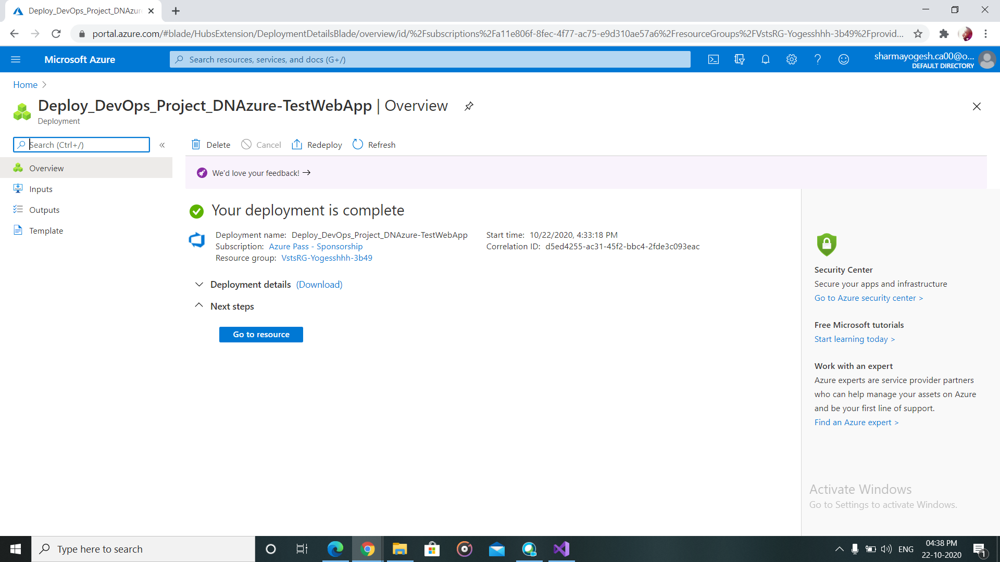 Deploy_DevOps_Project_DNAzure
portal.azure.com/#blade/HubsExtension/DeploymentDetailsBlade/overview/id/%2Fsubscriptions%2Fa11e806f-8fec-4f77-ac75-e9d310ae57a6%2FresourceGroups%2FVstsRG-Yogesshhh-3b49%2Fprovid...
Microsoft Azure
Search resources, services, and docs (G+/)
sharmayogesh.ca00@o...
DEFAULT DIRECTORY
Home
Deploy_DevOps_Project_DNAzure-TestWebApp | Overview
Deployment
Search (Ctrl+/)
«
Delete
Cancel
Redeploy
Refresh
Overview
Inputs
Outputs
Template
We'd love your feedback! →
Your deployment is complete
Deployment name: Deploy_DevOps_Project_DNAzure-TestWebApp
Subscription: Azure Pass - Sponsorship
Resource group: VstsRG-Yogesshhh-3b49
Start time: 10/22/2020, 4:33:18 PM
Correlation ID: d5ed4255-ac31-45f2-bbc4-2fde3c093eac
Deployment details (Download)
Next steps
Go to resource
Security Center
Secure your apps and infrastructure
Go to Azure security center >
Free Microsoft tutorials
Start learning today >
Work with an expert
Azure experts are service provider partners
who can help manage your assets on Azure
and be your first line of support.
Find an Azure expert >
Activate Windows
Go to Settings to activate Windows.
Type here to search
ENG
04:38 PM
22-10-2020
1